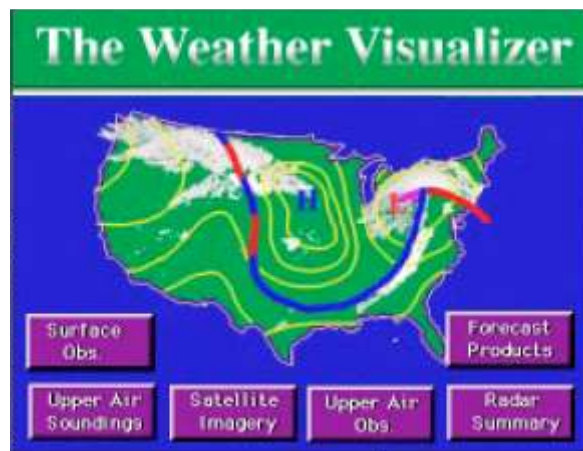 The Weather Visualizer
H
L
Surface
Obs.
Forecast
Products
Upper Air
Soundings
Satellite
Imagery
Upper Air
Obs.
Radar
Summary